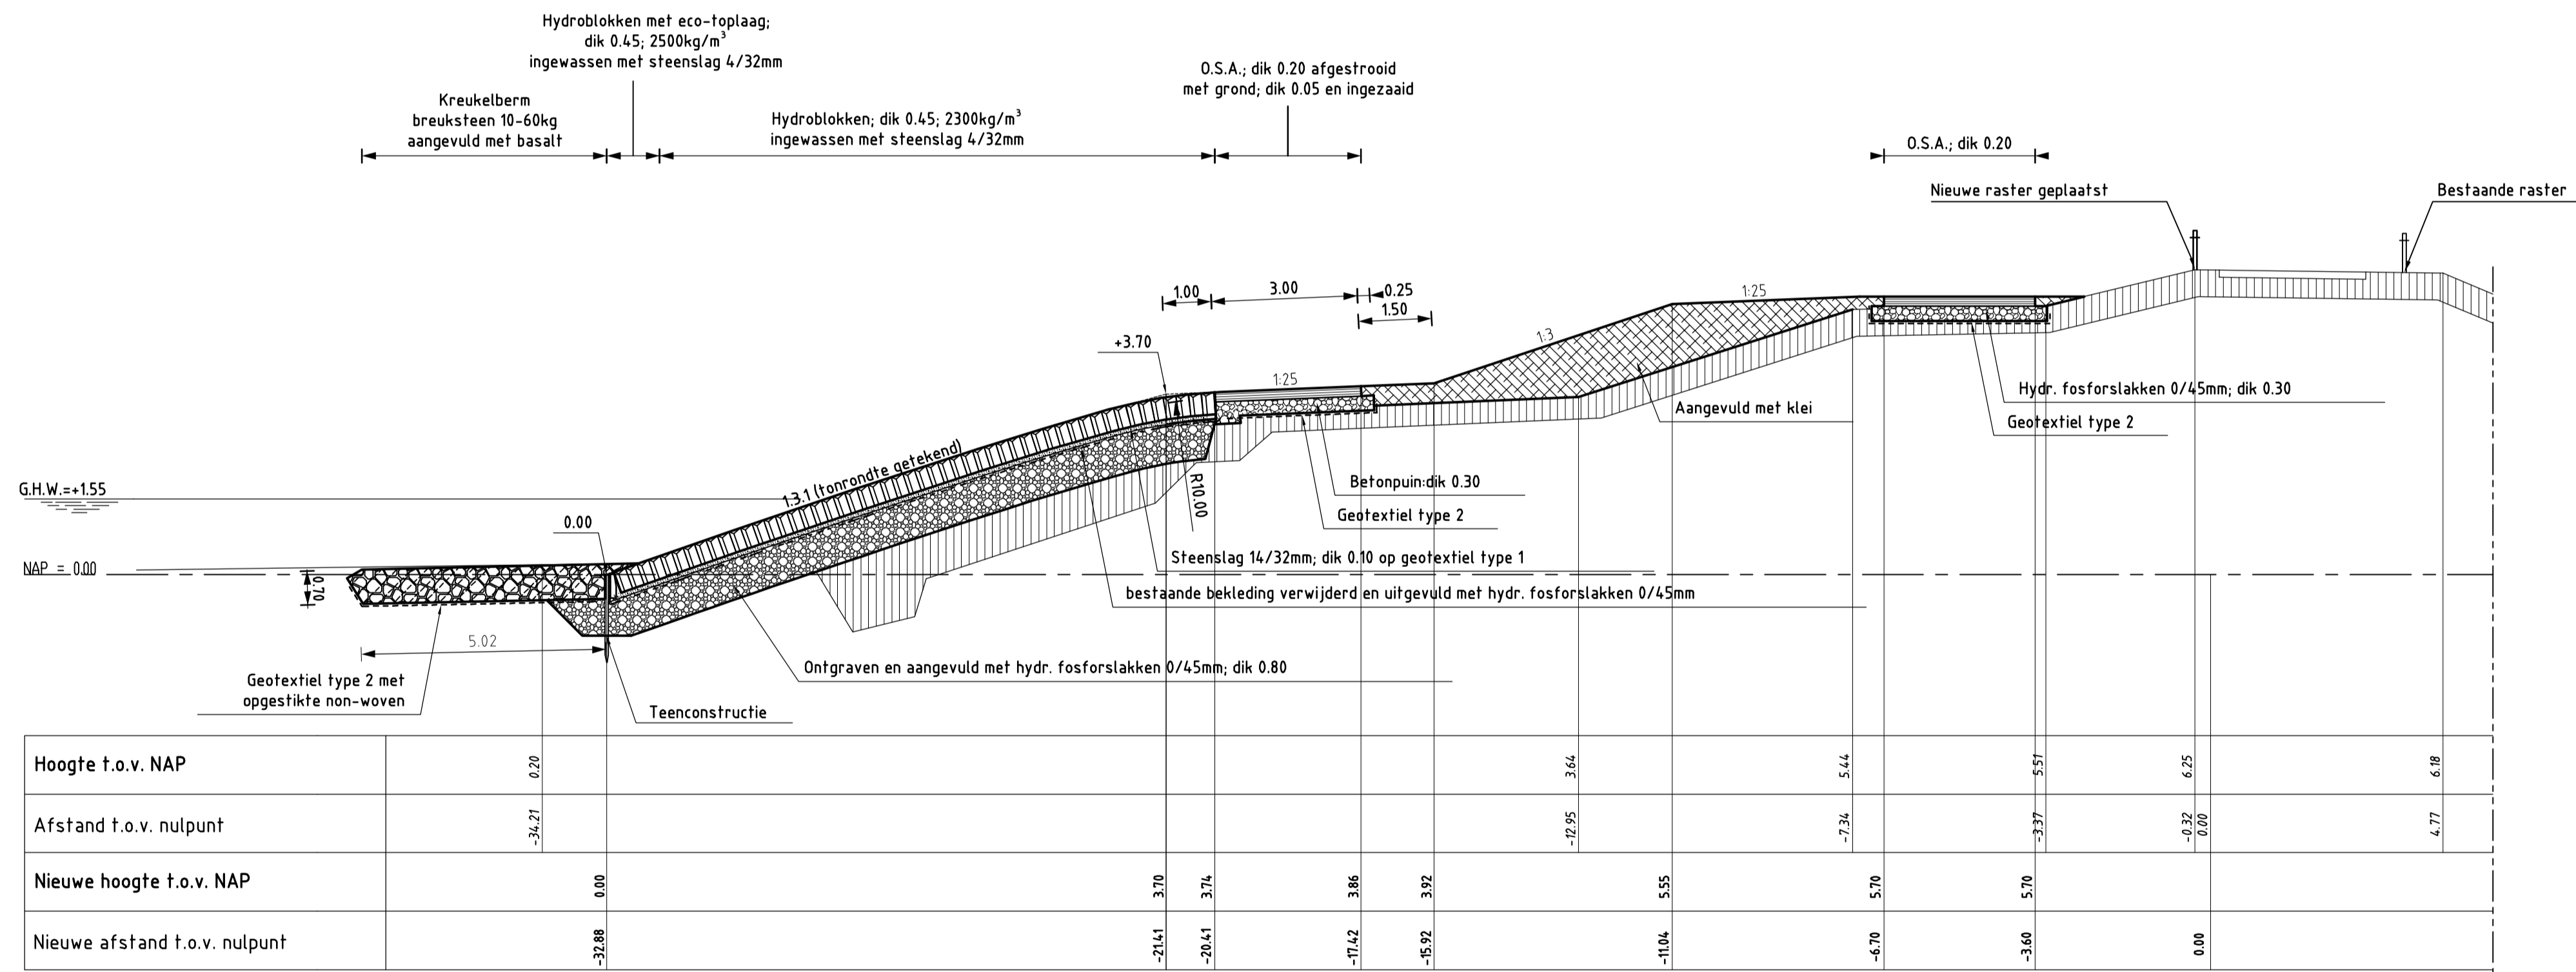 Hydroblokken met eco-toplaag;
dik 0.45; 2500kg/m³
ingewassen met steenslag 4/32mm
O.S.A.; dik 0.20 afgestrooid
met grond; dik 0.05 en ingezaaid
Kreukelberm
breuksteen 10-60kg
aangevuld met basalt
Hydroblokken; dik 0.45; 2300kg/m³
ingewassen met steenslag 4/32mm
O.S.A.; dik 0.20
Nieuwe raster geplaatst
Bestaande raster
1.00
3.00
0.25
1.50
1:25
1:3
+3.70
1:25
Hydr. fosforslakken 0/45mm; dik 0.30
Aangevuld met klei
Geotextiel type 2
1:3.1 (tonrondte getekend)
R10.00
Betonpuin:dik 0.30
Geotextiel type 2
G.H.W.=+1.55
0.00
Steenslag 14/32mm; dik 0.10 op geotextiel type 1
NAP = 0.00
0.70
bestaande bekleding verwijderd en uitgevuld met hydr. fosforslakken 0/45mm
5.02
Ontgraven en aangevuld met hydr. fosforslakken 0/45mm; dik 0.80
Geotextiel type 2 met
opgestikte non-woven
Teenconstructie
Hoogte t.o.v. NAP 0.20 3.64 5.44 5.51 6.25 6.18
Afstand t.o.v. nulpunt -34.21 -12.95 -7.34 -3.37 -0.32 0.00 4.77
Nieuwe hoogte t.o.v. NAP 0.00 3.70 3.74 3.86 3.92 5.55 5.70 5.70
Nieuwe afstand t.o.v. nulpunt -32.88 -21.41 -20.41 -17.42 -15.92 -11.04 -6.70 -3.60 0.00